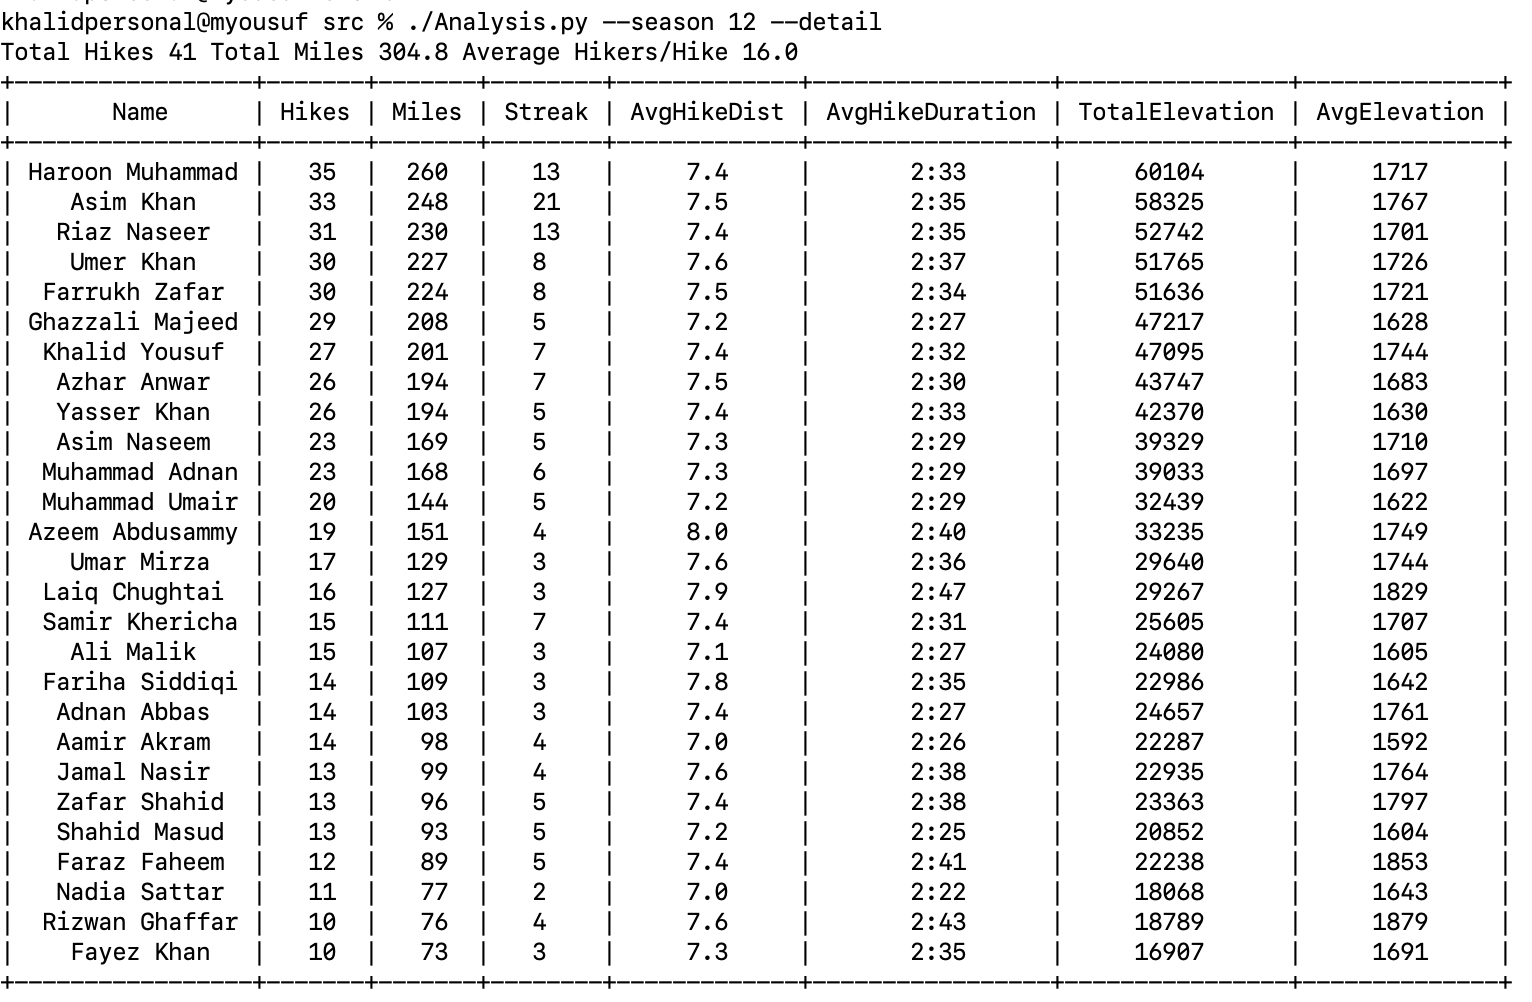 khalidpersonal@myousuf src % ./Analysis.py --season 12 --detail
Total Hikes 41 Total Miles 304.8 Average Hikers/Hike 16.0
| Name | Hikes | Miles | Streak | AvgHikeDist | AvgHikeDuration | TotalElevation | AvgElevation |
| Haroon Muhammad | 35 | 260 | 13 | 7.4 | 2:33 | 60104 | 1717 |
| Asim Khan | 33 | 248 | 21 | 7.5 | 2:35 | 58325 | 1767 |
| Riaz Naseer | 31 | 230 | 13 | 7.4 | 2:35 | 52742 | 1701 |
| Umer Khan | 30 | 227 | 8 | 7.6 | 2:37 | 51765 | 1726 |
| Farrukh Zafar | 30 | 224 | 8 | 7.5 | 2:34 | 51636 | 1721 |
| Ghazzali Majeed | 29 | 208 | 5 | 7.2 | 2:27 | 47217 | 1628 |
| Khalid Yousuf | 27 | 201 | 7 | 7.4 | 2:32 | 47095 | 1744 |
| Azhar Anwar | 26 | 194 | 7 | 7.5 | 2:30 | 43747 | 1683 |
| Yasser Khan | 26 | 194 | 5 | 7.4 | 2:33 | 42370 | 1630 |
| Asim Naseem | 23 | 169 | 5 | 7.3 | 2:29 | 39329 | 1710 |
| Muhammad Adnan | 23 | 168 | 6 | 7.3 | 2:29 | 39033 | 1697 |
| Muhammad Umair | 20 | 144 | 5 | 7.2 | 2:29 | 32439 | 1622 |
| Azeem Abdusammy | 19 | 151 | 4 | 8.0 | 2:40 | 33235 | 1749 |
| Umar Mirza | 17 | 129 | 3 | 7.6 | 2:36 | 29640 | 1744 |
| Laiq Chughtai | 16 | 127 | 3 | 7.9 | 2:47 | 29267 | 1829 |
| Samir Khericha | 15 | 111 | 7 | 7.4 | 2:31 | 25605 | 1707 |
| Ali Malik | 15 | 107 | 3 | 7.1 | 2:27 | 24080 | 1605 |
| Fariha Siddiqi | 14 | 109 | 3 | 7.8 | 2:35 | 22986 | 1642 |
| Adnan Abbas | 14 | 103 | 3 | 7.4 | 2:27 | 24657 | 1761 |
| Aamir Akram | 14 | 98 | 4 | 7.0 | 2:26 | 22287 | 1592 |
| Jamal Nasir | 13 | 99 | 4 | 7.6 | 2:38 | 22935 | 1764 |
| Zafar Shahid | 13 | 96 | 5 | 7.4 | 2:38 | 23363 | 1797 |
| Shahid Masud | 13 | 93 | 5 | 7.2 | 2:25 | 20852 | 1604 |
| Faraz Faheem | 12 | 89 | 5 | 7.4 | 2:41 | 22238 | 1853 |
| Nadia Sattar | 11 | 77 | 2 | 7.0 | 2:22 | 18068 | 1643 |
| Rizwan Ghaffar | 10 | 76 | 4 | 7.6 | 2:43 | 18789 | 1879 |
| Fayez Khan | 10 | 73 | 3 | 7.3 | 2:35 | 16907 | 1691 |